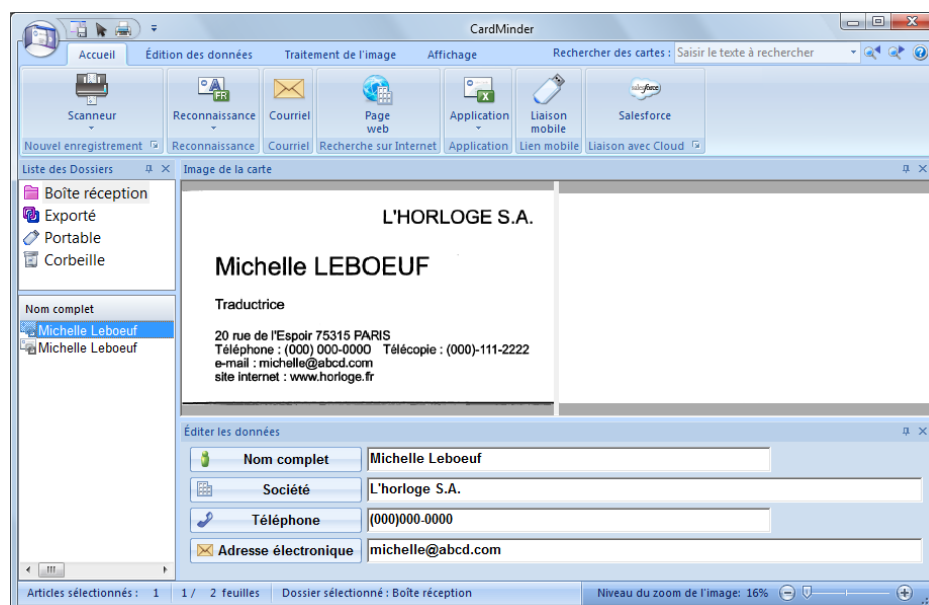 CardMinder
Accueil Édition des données Traitement de l'image Affichage Rechercher des cartes : Saisir le texte à rechercher
Scanneur
Reconnaissance
Courriel
Page
web
Application
Liaison
mobile
salesforce
Salesforce
A
FR
X
Nouvel enregistrement Reconnaissance Courriel Recherche sur Internet Application Lien mobile Liaison avec Cloud
Liste des Dossiers
Boîte réception
Exporté
Portable
Corbeille
Nom complet
Michelle Leboeuf
Michelle Leboeuf
Image de la carte
L'HORLOGE S.A.
Michelle LEBOEUF
Traductrice
20 rue de l'Espoir 75315 PARIS
Téléphone : (000) 000-0000 Télécopie : (000)-111-2222
e-mail : michelle@abcd.com
site internet : www.horloge.fr
Éditer les données
Nom complet Michelle Leboeuf
Société L'horloge S.A.
Téléphone (000)000-0000
Adresse électronique michelle@abcd.com
Articles sélectionnés : 1 1 / 2 feuilles Dossier sélectionné : Boîte réception Niveau du zoom de l'image: 16%